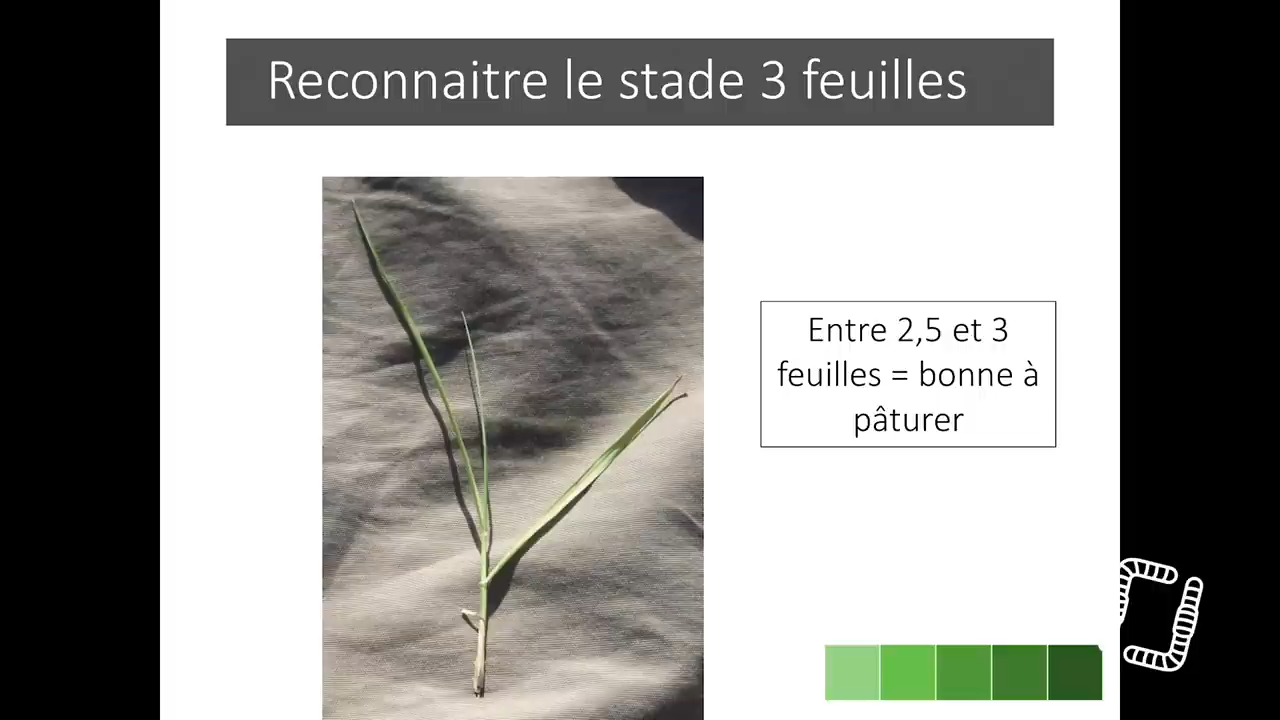 Reconnaitre le stade 3 feuilles
Entre 2,5 et 3
feuilles = bonne à
pâturer